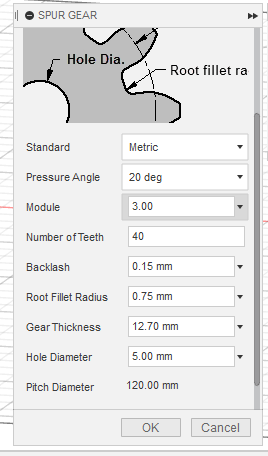 SPUR GEAR
Hole Dia.
Root fillet ra
Standard Metric
Pressure Angle 20 deg
Module 3.00
Number of Teeth 40
Backlash 0.15 mm
Root Fillet Radius 0.75 mm
Gear Thickness 12.70 mm
Hole Diameter 5.00 mm
Pitch Diameter 120.00 mm
OK Cancel